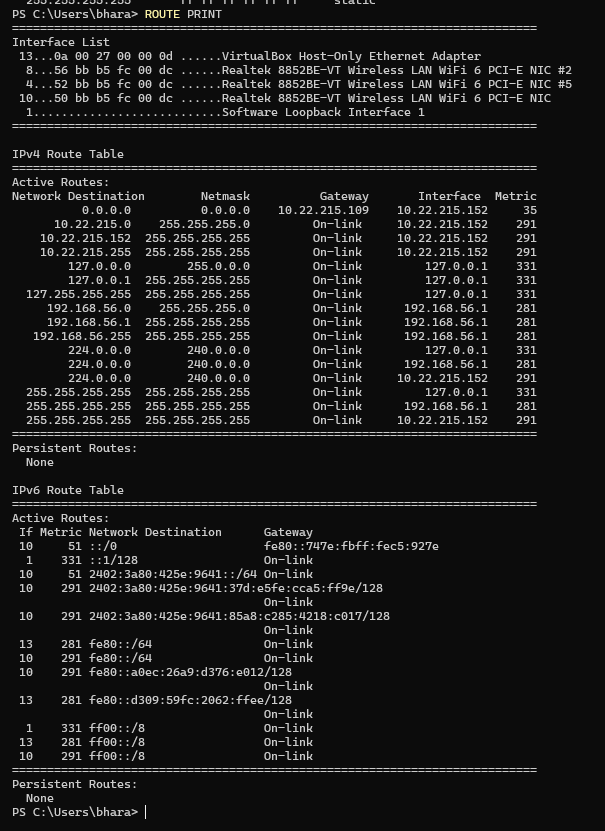 255.255.255.255       ff-ff-ff-ff-ff-ff     static
PS C:\Users\bhara> ROUTE PRINT
===========================================================================
Interface List
 13...0a 00 27 00 00 0d ......VirtualBox Host-Only Ethernet Adapter
  8...56 bb b5 fc 00 dc ......Realtek 8852BE-VT Wireless LAN WiFi 6 PCI-E NIC #2
  4...52 bb b5 fc 00 dc ......Realtek 8852BE-VT Wireless LAN WiFi 6 PCI-E NIC #5
 10...50 bb b5 fc 00 dc ......Realtek 8852BE-VT Wireless LAN WiFi 6 PCI-E NIC
  1...........................Software Loopback Interface 1
===========================================================================
IPv4 Route Table
===========================================================================
Active Routes:
Network Destination        Netmask          Gateway       Interface  Metric
          0.0.0.0          0.0.0.0    10.22.215.109    10.22.215.152     35
      10.22.215.0    255.255.255.0         On-link     10.22.215.152    291
    10.22.215.152  255.255.255.255         On-link     10.22.215.152    291
    10.22.215.255  255.255.255.255         On-link     10.22.215.152    291
        127.0.0.0        255.0.0.0         On-link         127.0.0.1    331
        127.0.0.1  255.255.255.255         On-link         127.0.0.1    331
  127.255.255.255  255.255.255.255         On-link         127.0.0.1    331
     192.168.56.0    255.255.255.0         On-link      192.168.56.1    281
     192.168.56.1  255.255.255.255         On-link      192.168.56.1    281
   192.168.56.255  255.255.255.255         On-link      192.168.56.1    281
        224.0.0.0        240.0.0.0         On-link         127.0.0.1    331
        224.0.0.0        240.0.0.0         On-link      192.168.56.1    281
        224.0.0.0        240.0.0.0         On-link     10.22.215.152    291
  255.255.255.255  255.255.255.255         On-link         127.0.0.1    331
  255.255.255.255  255.255.255.255         On-link      192.168.56.1    281
  255.255.255.255  255.255.255.255         On-link     10.22.215.152    291
===========================================================================
Persistent Routes:
  None
IPv6 Route Table
===========================================================================
Active Routes:
 If Metric Network Destination      Gateway
 10     51 ::/0                     fe80::747e:fbff:fec5:927e
  1    331 ::1/128                  On-link
 10     51 2402:3a80:425e:9641::/64 On-link
 10    291 2402:3a80:425e:9641:37d:e5fe:cca5:ff9e/128
                                    On-link
 10    291 2402:3a80:425e:9641:85a8:c285:4218:c017/128
                                    On-link
 13    281 fe80::/64                On-link
 10    291 fe80::/64                On-link
 10    291 fe80::a0ec:26a9:d376:e012/128
                                    On-link
 13    281 fe80::d309:59fc:2062:ffee/128
                                    On-link
  1    331 ff00::/8                 On-link
 13    281 ff00::/8                 On-link
 10    291 ff00::/8                 On-link
===========================================================================
Persistent Routes:
  None
PS C:\Users\bhara>